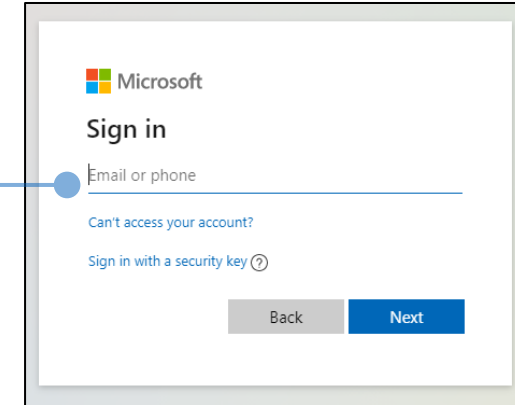 Microsoft
Sign in
Email or phone
Can't access your account?
Sign in with a security key ?
Back Next